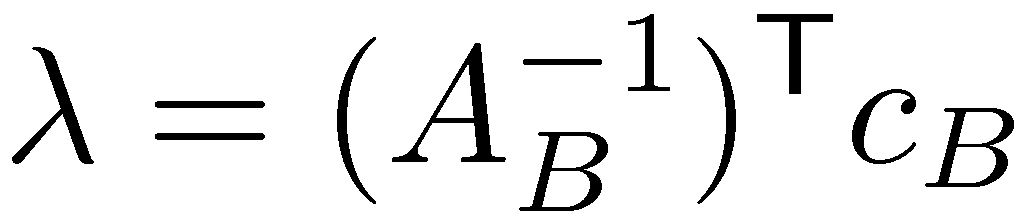 λ = (A_B^{-1})^⊤ c_B